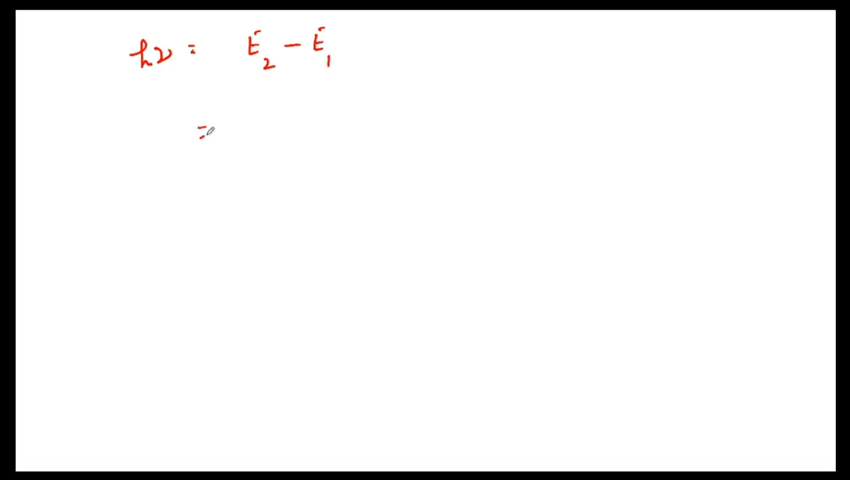 hν = E₂ − E₁
=